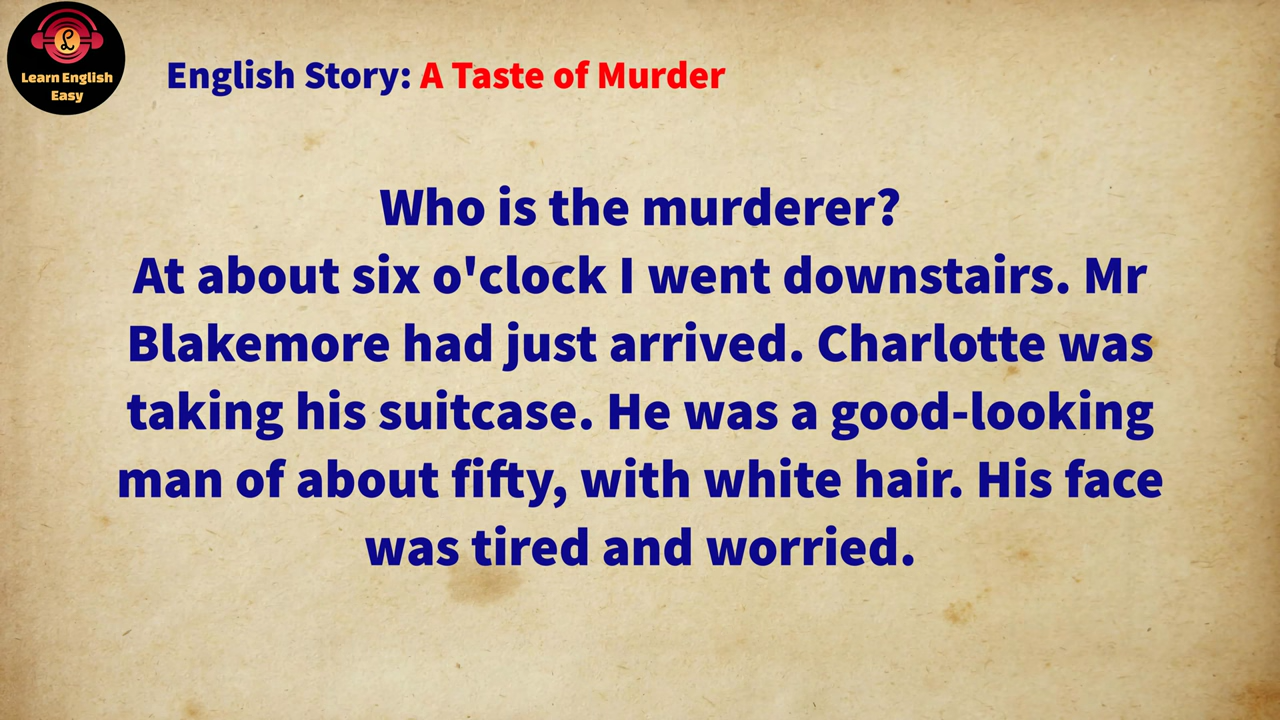 Learn English
Easy
English Story: A Taste of Murder
Who is the murderer?
At about six o'clock I went downstairs. Mr
Blakemore had just arrived. Charlotte was
taking his suitcase. He was a good-looking
man of about fifty, with white hair. His face
was tired and worried.